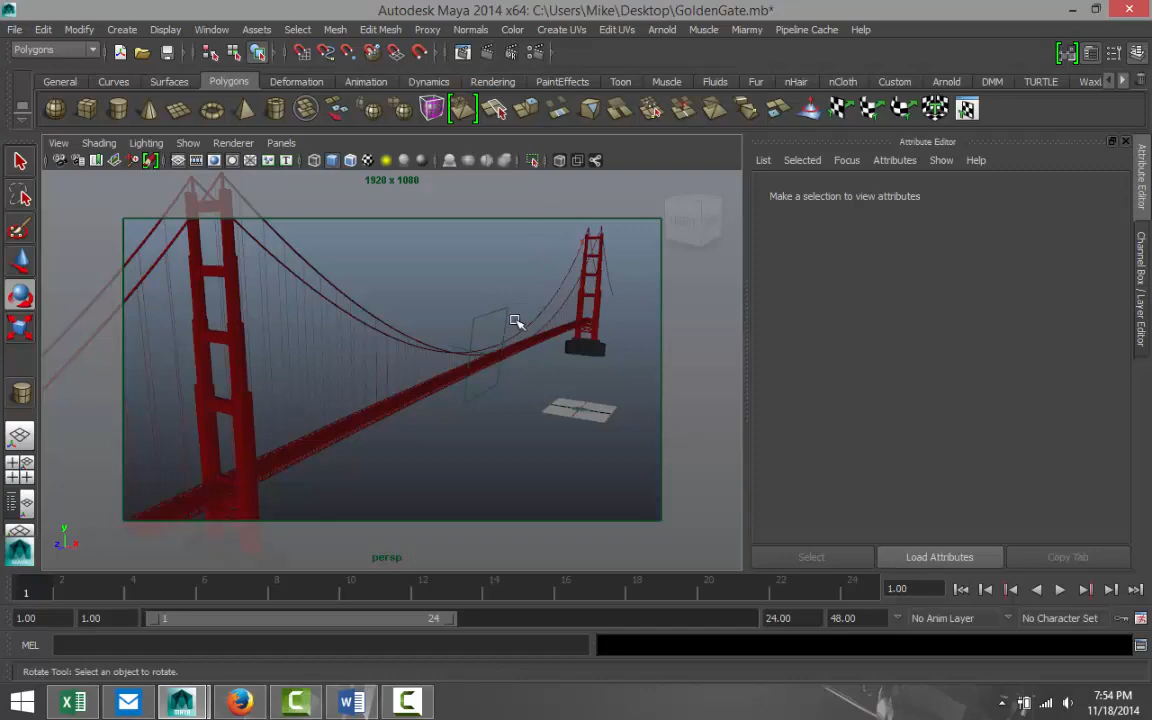 Autodesk Maya 2014 x64: C:\Users\Mike\Desktop\GoldenGate.mb*
File Edit Modify Create Display Window Assets Select Mesh Edit Mesh Proxy Normals Color Create UVs Edit UVs Arnold Muscle Miarmy Pipeline Cache Help
Polygons
General Curves Surfaces Polygons Deformation Animation Dynamics Rendering PaintEffects Toon Muscle Fluids Fur nHair nCloth Custom Arnold DMM TURTLE Waxi
View Shading Lighting Show Renderer Panels
Attribute Editor
List Selected Focus Attributes Show Help
1920 x 1080
Make a selection to view attributes
Attribute Editor
Channel Box / Layer Editor
y
z x
persp
Select Load Attributes Copy Tab
2 4 6 8 10 12 14 16 18 20 22 24
1
1.00
1.00 1.00 1 24 24.00 48.00 No Anim Layer No Character Set
MEL
Rotate Tool: Select an object to rotate.
7:54 PM
11/18/2014